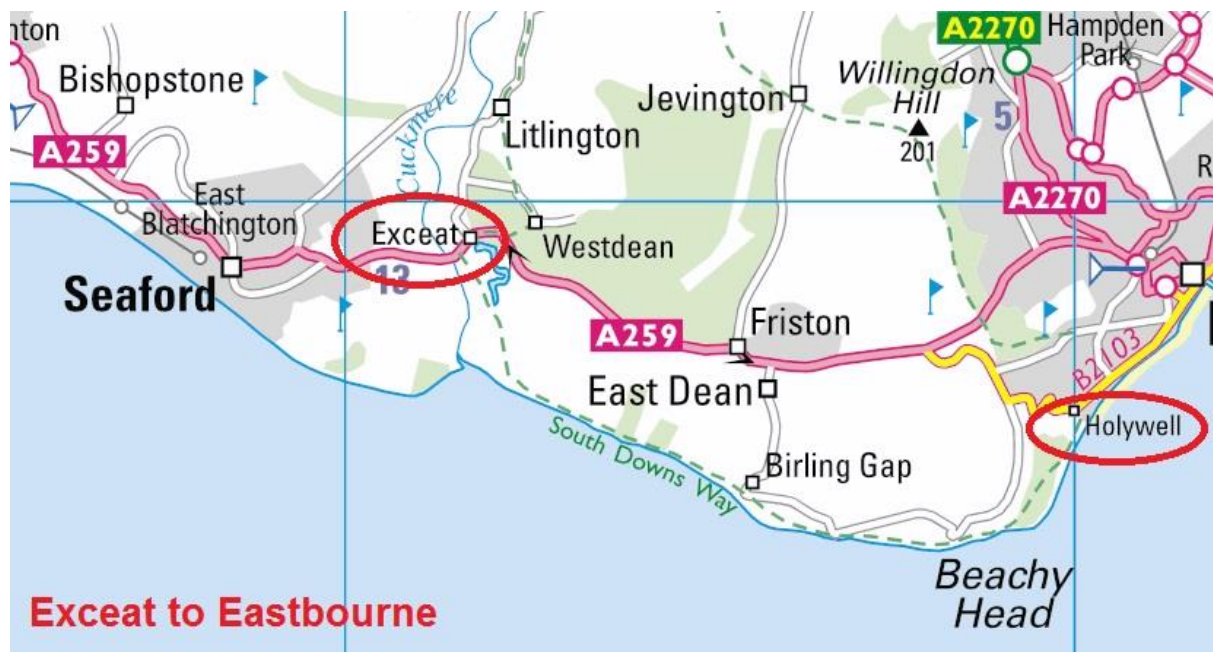 nton
Bishopstone
A259
East
Blatchington
Seaford
Cuckmere
Litlington
Exceat
13
Westdean
A259
Friston
East Dean
Birling Gap
South Downs Way
Jevington
Willingdon
Hill
201
A2270
Hampden
Park
5
A2270
R
B2103
Holywell
Beachy
Head
Exceat to Eastbourne